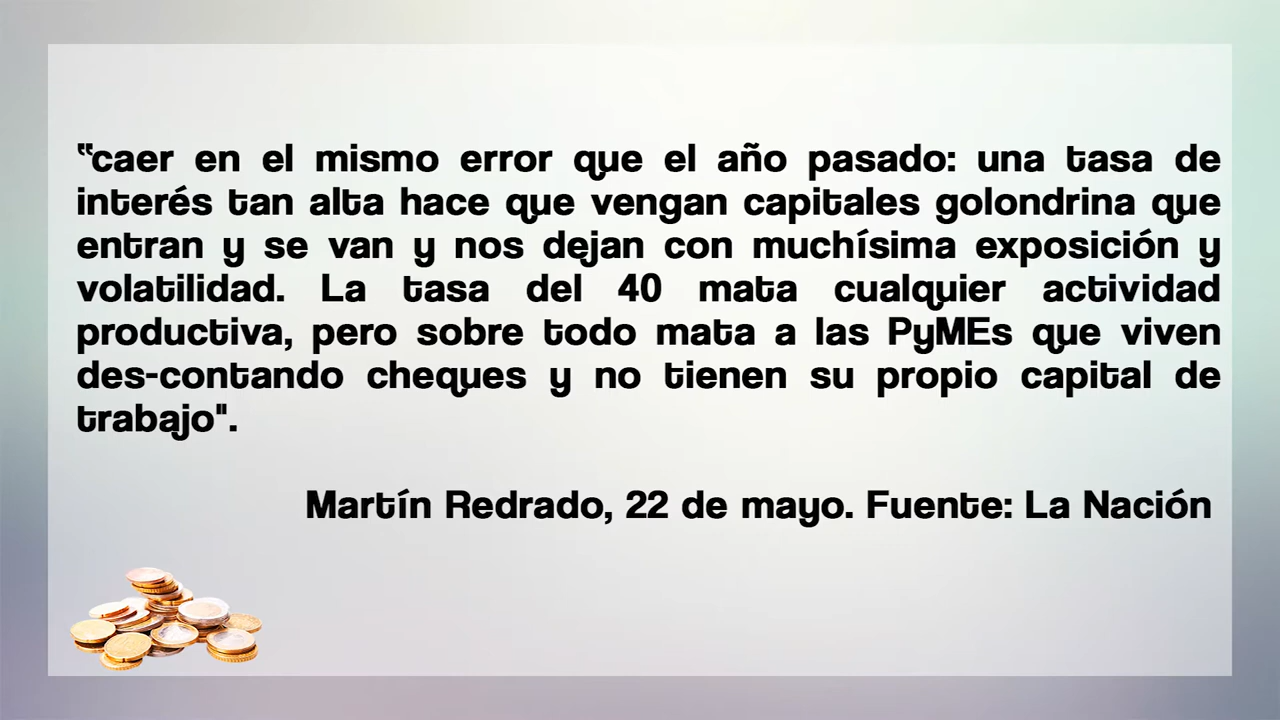 “caer en el mismo error que el año pasado: una tasa de
interés tan alta hace que vengan capitales golondrina que
entran y se van y nos dejan con muchísima exposición y
volatilidad. La tasa del 40 mata cualquier actividad
productiva, pero sobre todo mata a las PyMEs que viven
des-contando cheques y no tienen su propio capital de
trabajo".
Martín Redrado, 22 de mayo. Fuente: La Nación